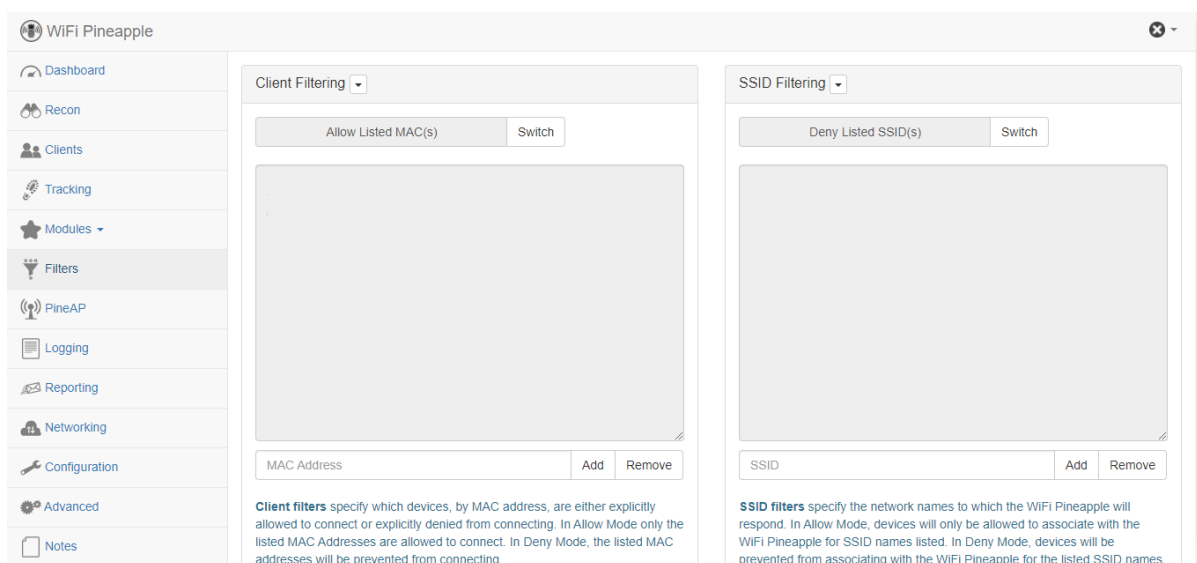 WiFi Pineapple
Dashboard
Recon
Clients
Tracking
Modules
Filters
PineAP
Logging
Reporting
Networking
Configuration
Advanced
Notes
Client Filtering
Allow Listed MAC(s) Switch
MAC Address Add Remove
Client filters specify which devices, by MAC address, are either explicitly
allowed to connect or explicitly denied from connecting. In Allow Mode only the
listed MAC Addresses are allowed to connect. In Deny Mode, the listed MAC
addresses will be prevented from connecting.
SSID Filtering
Deny Listed SSID(s) Switch
SSID Add Remove
SSID filters specify the network names to which the WiFi Pineapple will
respond. In Allow Mode, devices will only be allowed to associate with the
WiFi Pineapple for SSID names listed. In Deny Mode, devices will be
prevented from associating with the WiFi Pineapple for the listed SSID names.